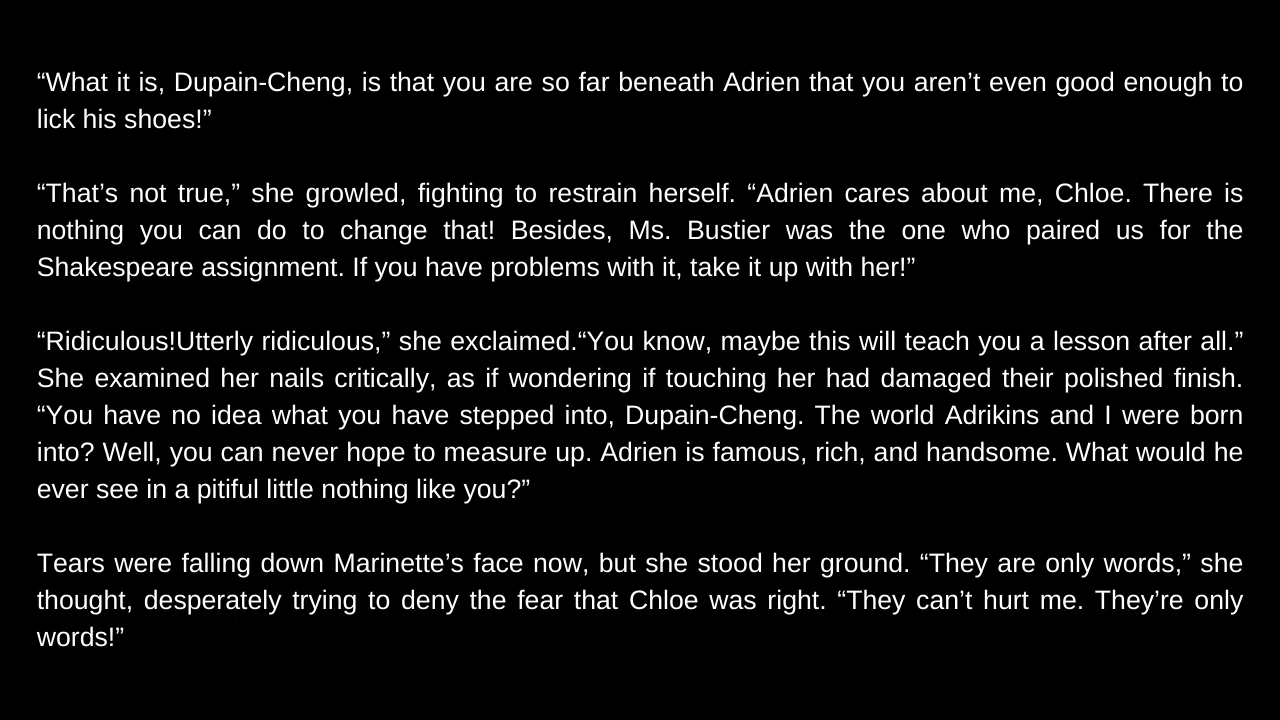 “What it is, Dupain-Cheng, is that you are so far beneath Adrien that you aren’t even good enough to
lick his shoes!”
“That’s not true,” she growled, fighting to restrain herself. “Adrien cares about me, Chloe. There is
nothing you can do to change that! Besides, Ms. Bustier was the one who paired us for the
Shakespeare assignment. If you have problems with it, take it up with her!”
“Ridiculous!Utterly ridiculous,” she exclaimed.“You know, maybe this will teach you a lesson after all.”
She examined her nails critically, as if wondering if touching her had damaged their polished finish.
“You have no idea what you have stepped into, Dupain-Cheng. The world Adrikins and I were born
into? Well, you can never hope to measure up. Adrien is famous, rich, and handsome. What would he
ever see in a pitiful little nothing like you?”
Tears were falling down Marinette’s face now, but she stood her ground. “They are only words,” she
thought, desperately trying to deny the fear that Chloe was right. “They can’t hurt me. They’re only
words!”